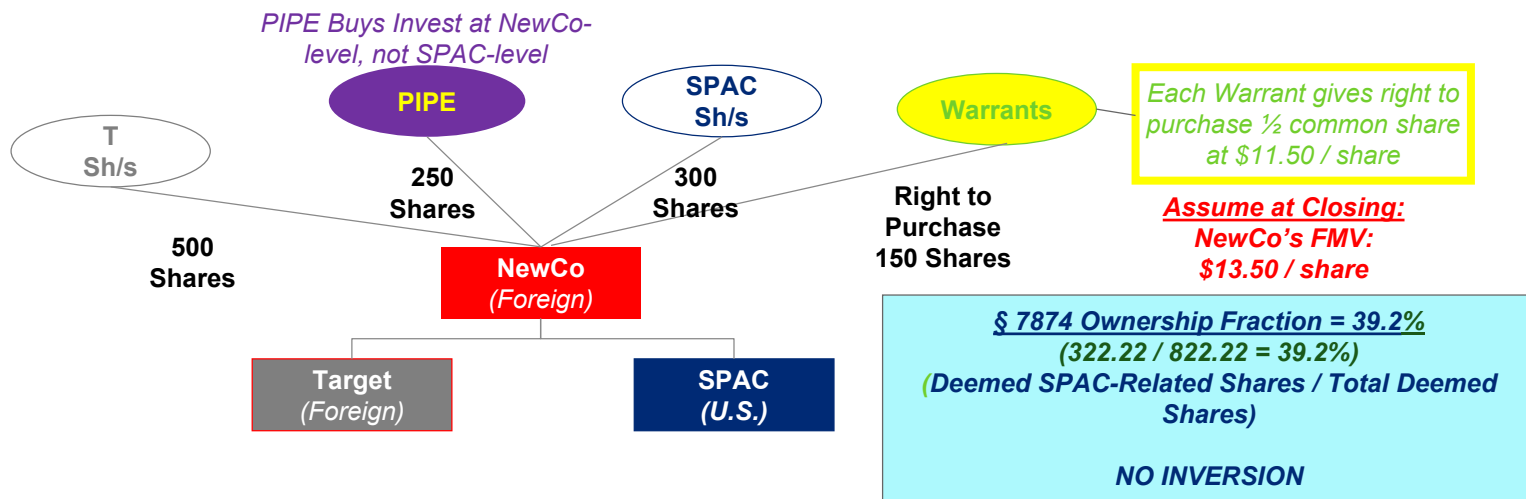 PIPE Buys Invest at NewCo-
level, not SPAC-level
T
Sh/s
PIPE
SPAC
Sh/s
Warrants
Each Warrant gives right to
purchase ½ common share
at $11.50 / share
500
Shares
250
Shares
300
Shares
Right to
Purchase
150 Shares
Assume at Closing:
NewCo's FMV:
$13.50 / share
NewCo
(Foreign)
Target
(Foreign)
SPAC
(U.S.)
§ 7874 Ownership Fraction = 39.2%
(322.22 / 822.22 = 39.2%)
(Deemed SPAC-Related Shares / Total Deemed
Shares)
NO INVERSION